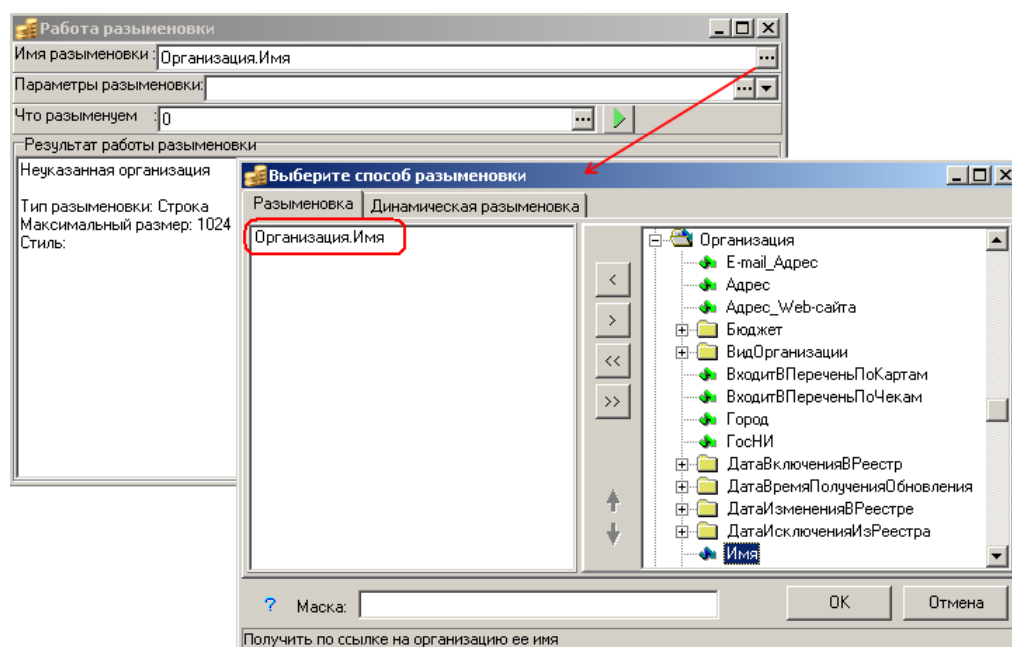 Работа разыменовки
Имя разыменовки : Организация.Имя ...
Параметры разыменовки: ...
Что разыменуем : 0 ...
Результат работы разыменовки
Неуказанная организация
Тип разыменовки: Строка
Максимальный размер: 1024
Стиль:
Выберите способ разыменовки
Разыменовка Динамическая разыменовка
Организация.Имя
<
>
<<
>>
Организация
E-mail_Адрес
Адрес
Адрес_Web-сайта
Бюджет
ВидОрганизации
ВходитВПереченьПоКартам
ВходитВПереченьПоЧекам
Город
ГосНИ
ДатаВключенияВРеестр
ДатаВремяПолученияОбновления
ДатаИзмененияВРеестре
ДатаИсключенияИзРеестра
Имя
? Маска: OK Отмена
Получить по ссылке на организацию ее имя